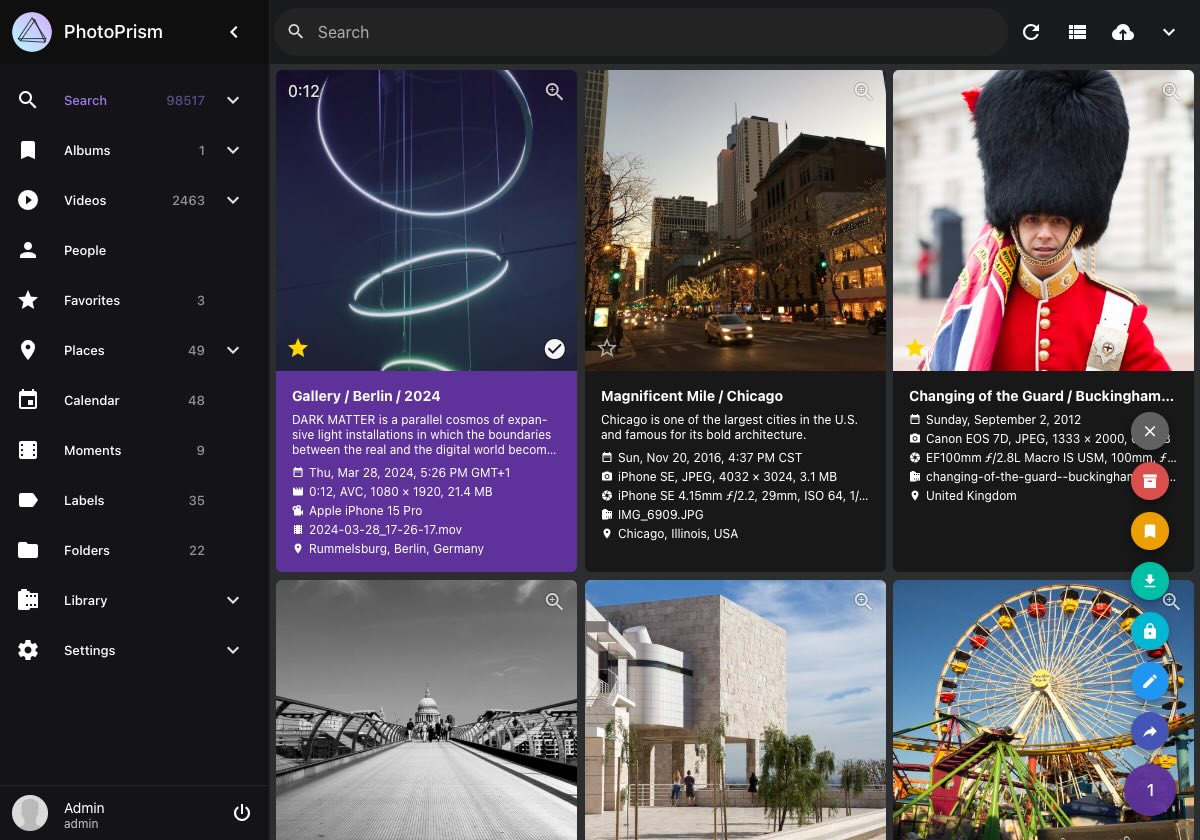 PhotoPrism
Search
Search 98517
Albums 1
Videos 2463
People
Favorites 3
Places 49
Calendar 48
Moments 9
Labels 35
Folders 22
Library
Settings
Admin
admin
0:12
Gallery / Berlin / 2024
DARK MATTER is a parallel cosmos of expan-
sive light installations in which the boundaries
between the real and the digital world becom...
Thu, Mar 28, 2024, 5:26 PM GMT+1
0:12, AVC, 1080 × 1920, 21.4 MB
Apple iPhone 15 Pro
2024-03-28_17-26-17.mov
Rummelsburg, Berlin, Germany
Magnificent Mile / Chicago
Chicago is one of the largest cities in the U.S.
and famous for its bold architecture.
Sun, Nov 20, 2016, 4:37 PM CST
iPhone SE, JPEG, 4032 × 3024, 3.1 MB
iPhone SE 4.15mm ƒ/2.2, 29mm, ISO 64, 1/...
IMG_6909.JPG
Chicago, Illinois, USA
Changing of the Guard / Buckingham...
Sunday, September 2, 2012
Canon EOS 7D, JPEG, 1333 × 2000,
EF100mm ƒ/2.8L Macro IS USM, 100mm, ƒ...
changing-of-the-guard--buckingham
United Kingdom
1